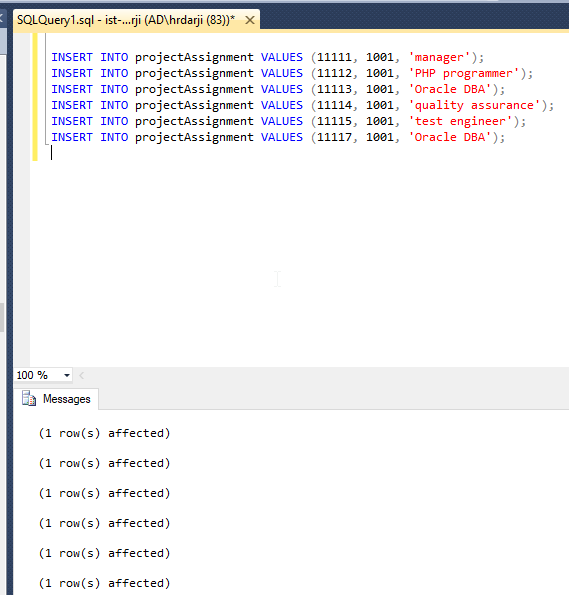 SQLQuery1.sql - ist-...rji (AD\hrdarji (83))*
INSERT INTO projectAssignment VALUES (11111, 1001, 'manager');
INSERT INTO projectAssignment VALUES (11112, 1001, 'PHP programmer');
INSERT INTO projectAssignment VALUES (11113, 1001, 'Oracle DBA');
INSERT INTO projectAssignment VALUES (11114, 1001, 'quality assurance');
INSERT INTO projectAssignment VALUES (11115, 1001, 'test engineer');
INSERT INTO projectAssignment VALUES (11117, 1001, 'Oracle DBA');
100 %
Messages
(1 row(s) affected)
(1 row(s) affected)
(1 row(s) affected)
(1 row(s) affected)
(1 row(s) affected)
(1 row(s) affected)